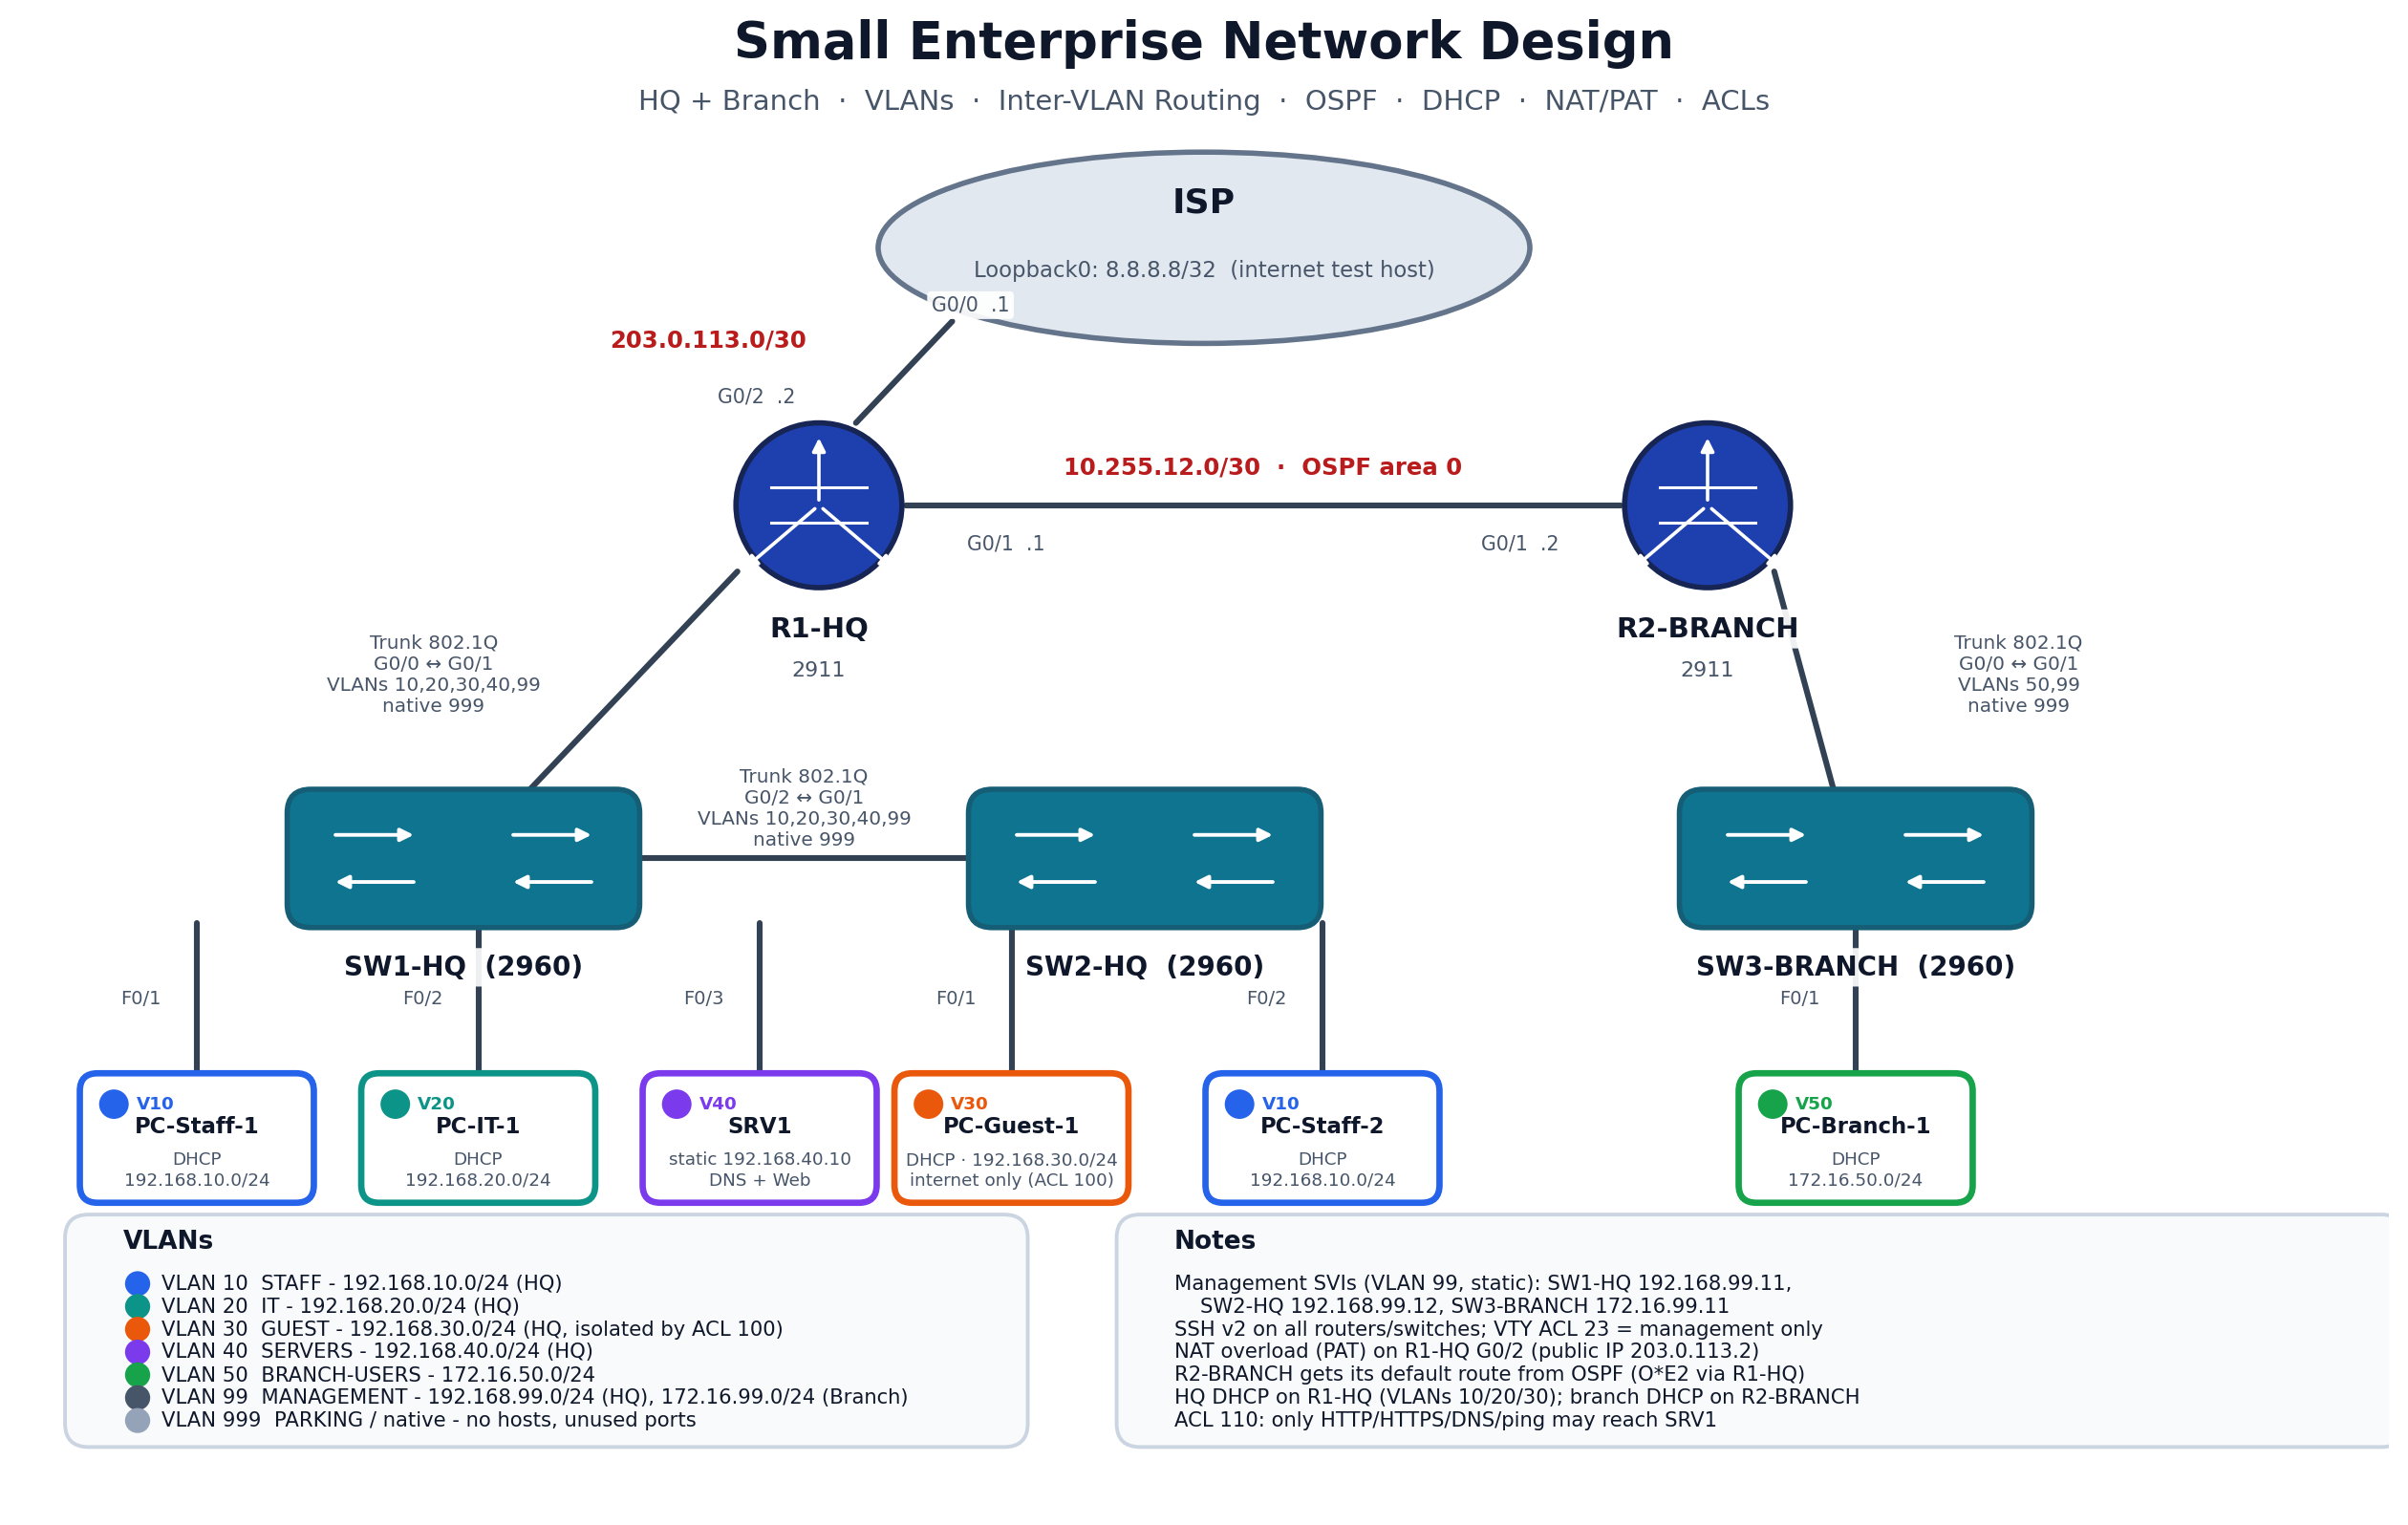 Small Enterprise Network Design
HQ + Branch · VLANs · Inter-VLAN Routing · OSPF · DHCP · NAT/PAT · ACLs
ISP
Loopback0: 8.8.8.8/32 (internet test host)
G0/0 .1
203.0.113.0/30
G0/2 .2
10.255.12.0/30 · OSPF area 0
G0/1 .1
G0/1 .2
R1-HQ
2911
R2-BRANCH
2911
Trunk 802.1Q
G0/0 ↔ G0/1
VLANs 10,20,30,40,99
native 999
Trunk 802.1Q
G0/0 ↔ G0/1
VLANs 50,99
native 999
Trunk 802.1Q
G0/2 ↔ G0/1
VLANs 10,20,30,40,99
native 999
SW1-HQ (2960)
SW2-HQ (2960)
SW3-BRANCH (2960)
F0/1
F0/2
F0/3
F0/1
F0/2
F0/1
V10
PC-Staff-1
DHCP
192.168.10.0/24
V20
PC-IT-1
DHCP
192.168.20.0/24
V40
SRV1
static 192.168.40.10
DNS + Web
V30
PC-Guest-1
DHCP · 192.168.30.0/24
internet only (ACL 100)
V10
PC-Staff-2
DHCP
192.168.10.0/24
V50
PC-Branch-1
DHCP
172.16.50.0/24
VLANs
VLAN 10 STAFF - 192.168.10.0/24 (HQ)
VLAN 20 IT - 192.168.20.0/24 (HQ)
VLAN 30 GUEST - 192.168.30.0/24 (HQ, isolated by ACL 100)
VLAN 40 SERVERS - 192.168.40.0/24 (HQ)
VLAN 50 BRANCH-USERS - 172.16.50.0/24
VLAN 99 MANAGEMENT - 192.168.99.0/24 (HQ), 172.16.99.0/24 (Branch)
VLAN 999 PARKING / native - no hosts, unused ports
Notes
Management SVIs (VLAN 99, static): SW1-HQ 192.168.99.11,
SW2-HQ 192.168.99.12, SW3-BRANCH 172.16.99.11
SSH v2 on all routers/switches; VTY ACL 23 = management only
NAT overload (PAT) on R1-HQ G0/2 (public IP 203.0.113.2)
R2-BRANCH gets its default route from OSPF (O*E2 via R1-HQ)
HQ DHCP on R1-HQ (VLANs 10/20/30); branch DHCP on R2-BRANCH
ACL 110: only HTTP/HTTPS/DNS/ping may reach SRV1